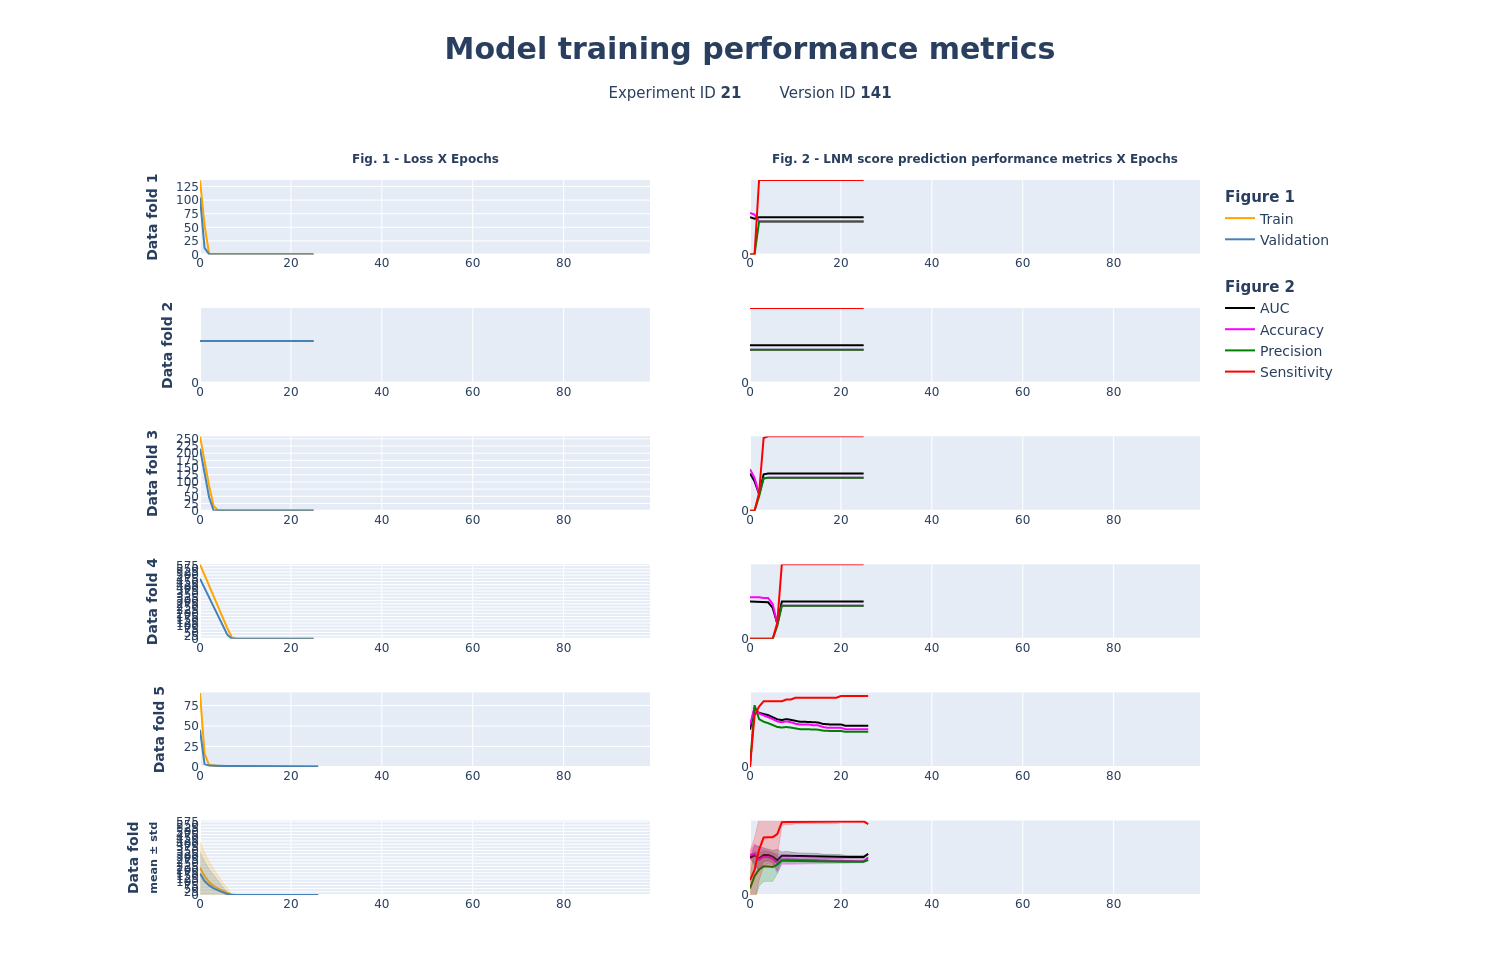 Model training performance metrics
Experiment ID 21 Version ID 141
Fig. 1 - Loss X Epochs
Fig. 2 - LNM score prediction performance metrics X Epochs
Data fold 1
125
100
75
50
25
0
0 20 40 60 80
0
0 20 40 60 80
Figure 1
Train
Validation
Figure 2
AUC
Accuracy
Precision
Sensitivity
Data fold 2
0
0 20 40 60 80
0
0 20 40 60 80
Data fold 3
250
225
200
175
150
125
100
75
50
25
0
0 20 40 60 80
0
0 20 40 60 80
Data fold 4
575
0
0 20 40 60 80
0
0 20 40 60 80
Data fold 5
75
50
25
0
0 20 40 60 80
0
0 20 40 60 80
Data fold
mean ± std
575
0
0 20 40 60 80
0
0 20 40 60 80